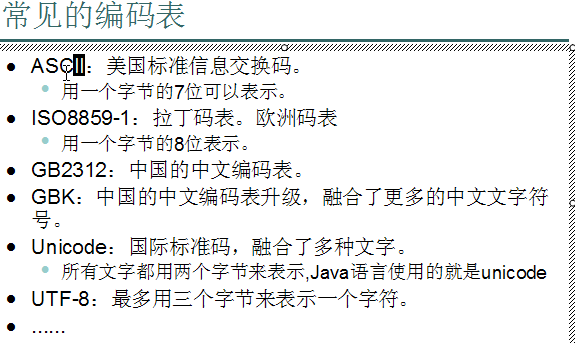 常见的编码表
ASCII：美国标准信息交换码。
用一个字节的7位可以表示。
ISO8859-1：拉丁码表。欧洲码表
用一个字节的8位表示。
GB2312：中国的中文编码表。
GBK：中国的中文编码表升级，融合了更多的中文文字符
号。
Unicode：国际标准码，融合了多种文字。
所有文字都用两个字节来表示,Java语言使用的就是unicode
UTF-8：最多用三个字节来表示一个字符。
......